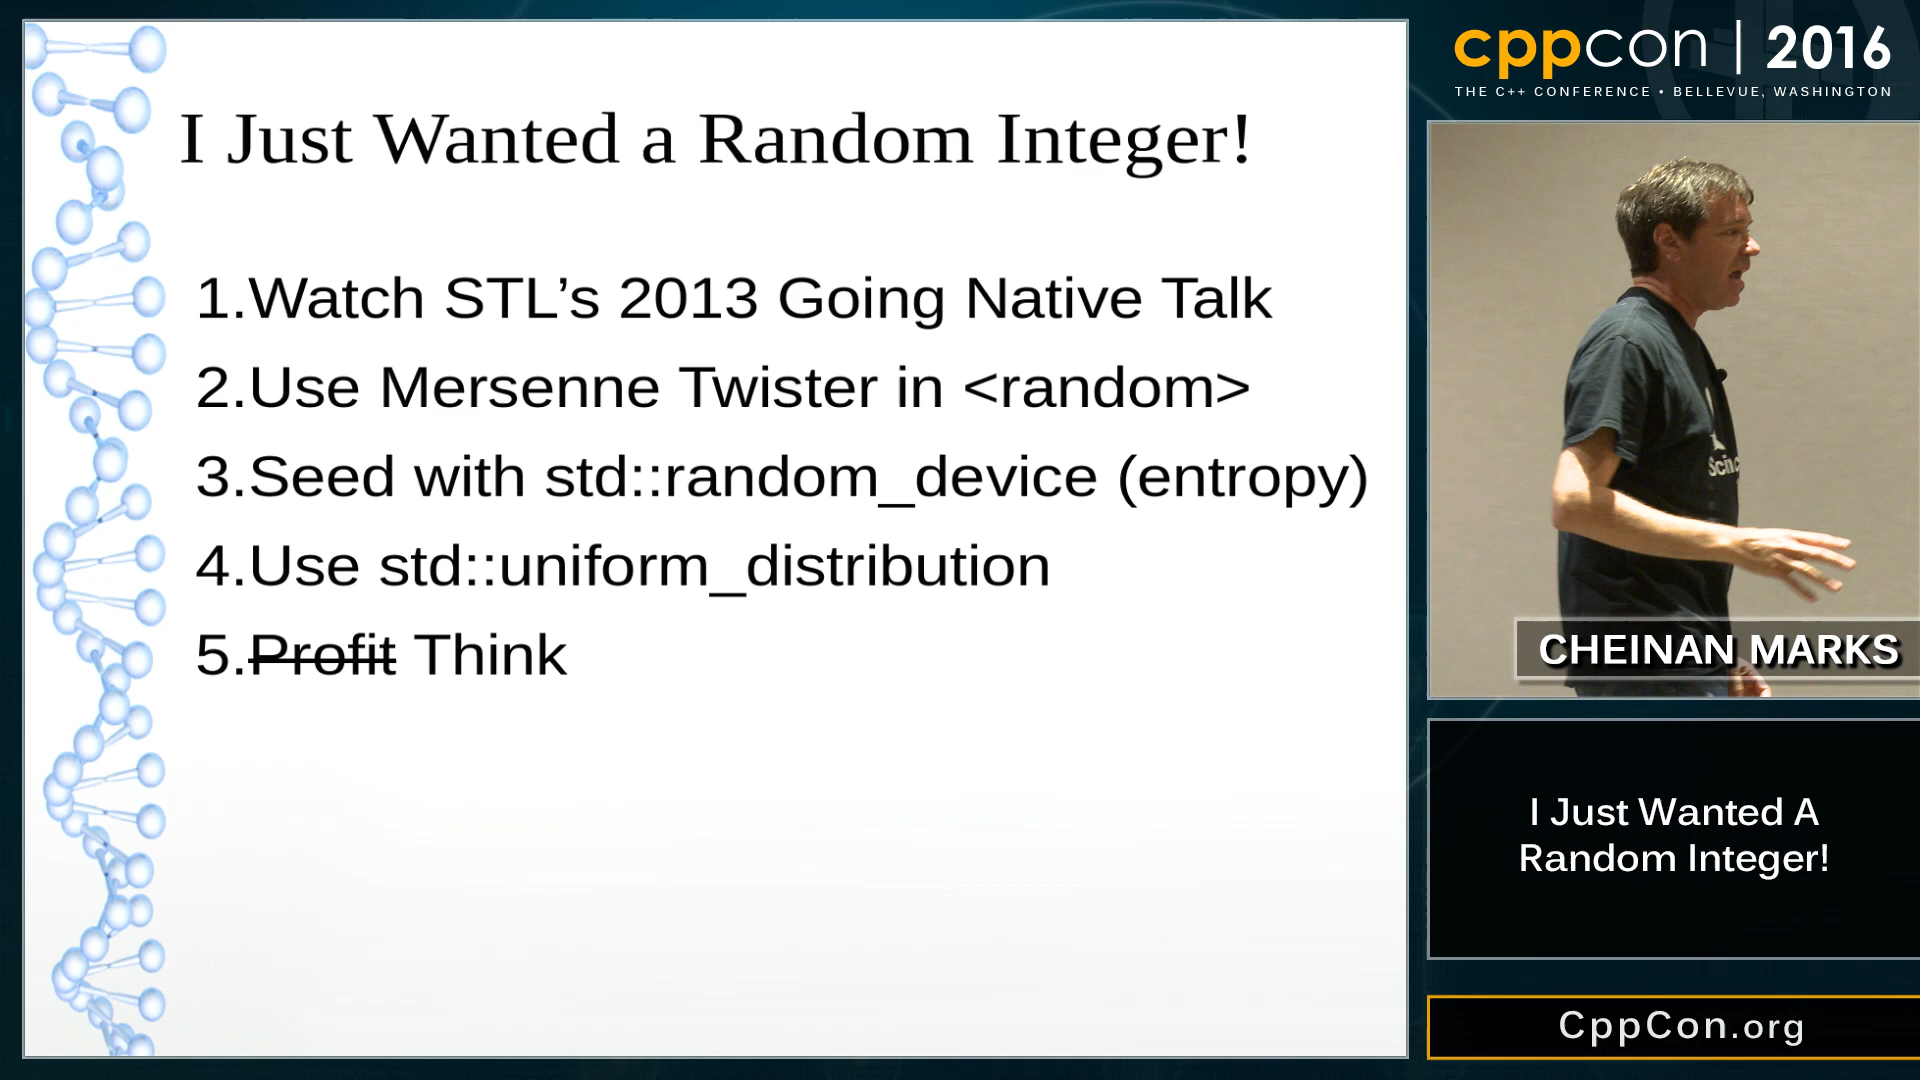 I Just Wanted a Random Integer!
1.Watch STL’s 2013 Going Native Talk
2.Use Mersenne Twister in <random>
3.Seed with std::random_device (entropy)
4.Use std::uniform_distribution
5.Profit Think
cppcon | 2016
THE C++ CONFERENCE • BELLEVUE, WASHINGTON
CHEINAN MARKS
I Just Wanted A
Random Integer!
CppCon.org